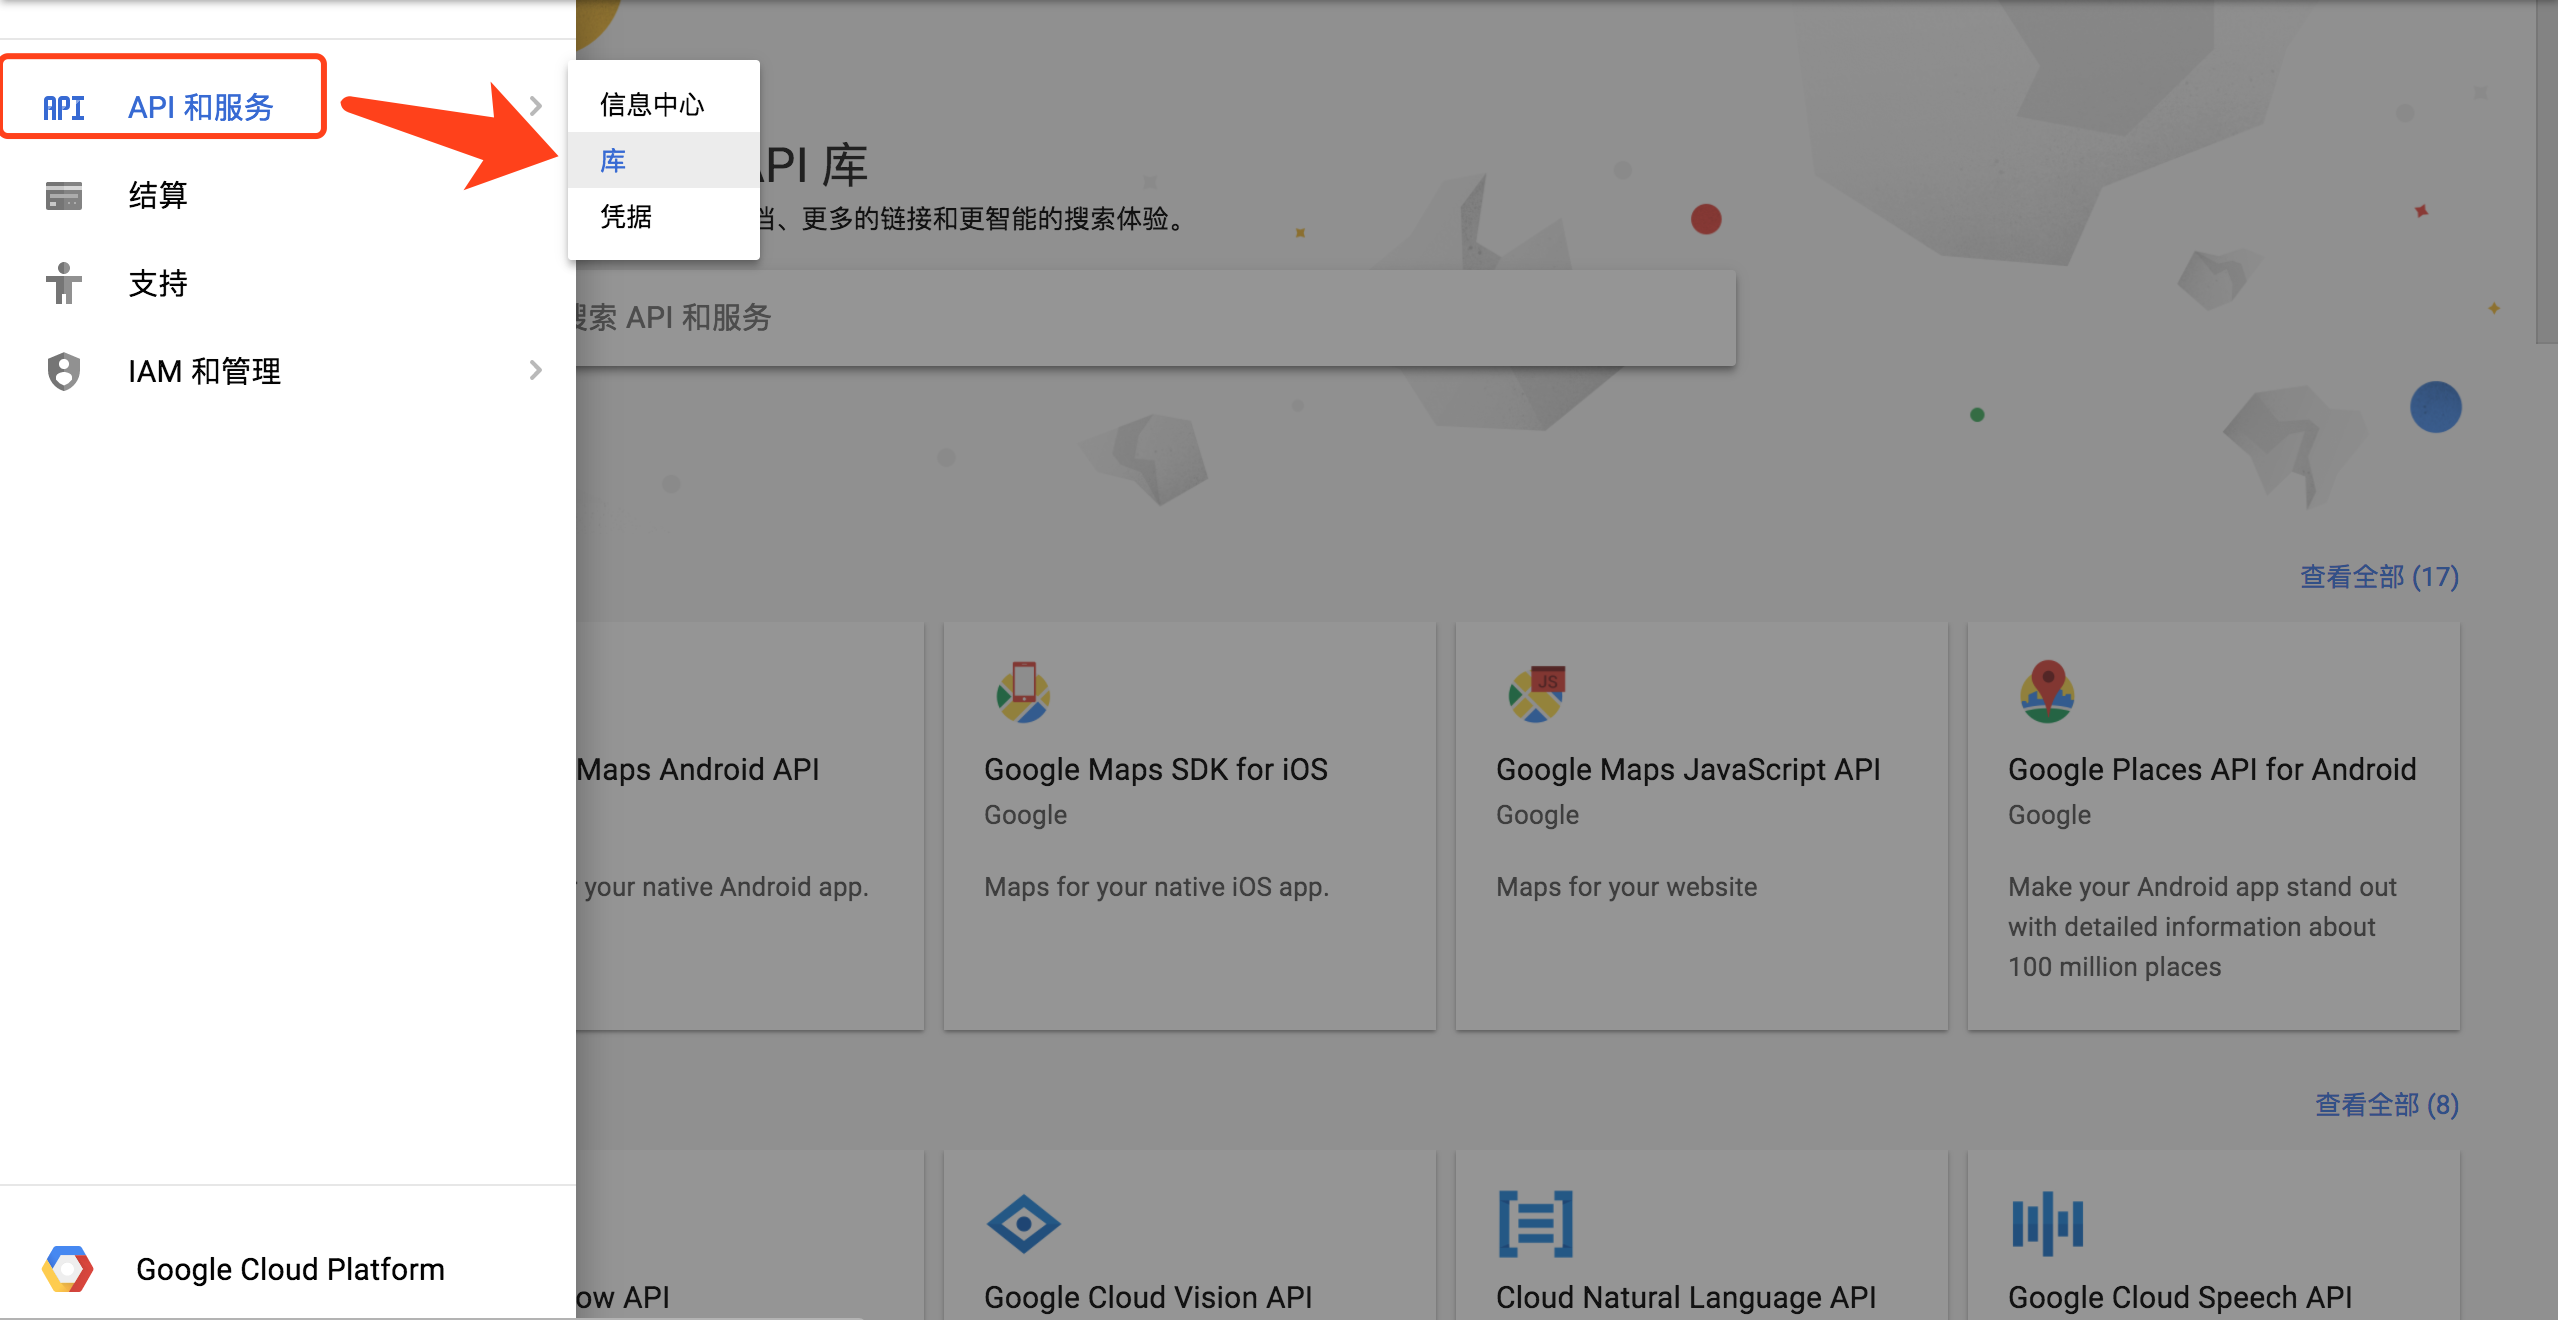 API API 和服务
结算
支持
IAM 和管理
Google Cloud Platform
信息中心
库
凭据
API 库
、更多的链接和更智能的搜索体验。
搜索 API 和服务
查看全部 (17)
Maps Android API
your native Android app.
Google Maps SDK for iOS
Google
Maps for your native iOS app.
JS
Google Maps JavaScript API
Google
Maps for your website
Google Places API for Android
Google
Make your Android app stand out
with detailed information about
100 million places
查看全部 (8)
ow API
Google Cloud Vision API
Cloud Natural Language API
Google Cloud Speech API